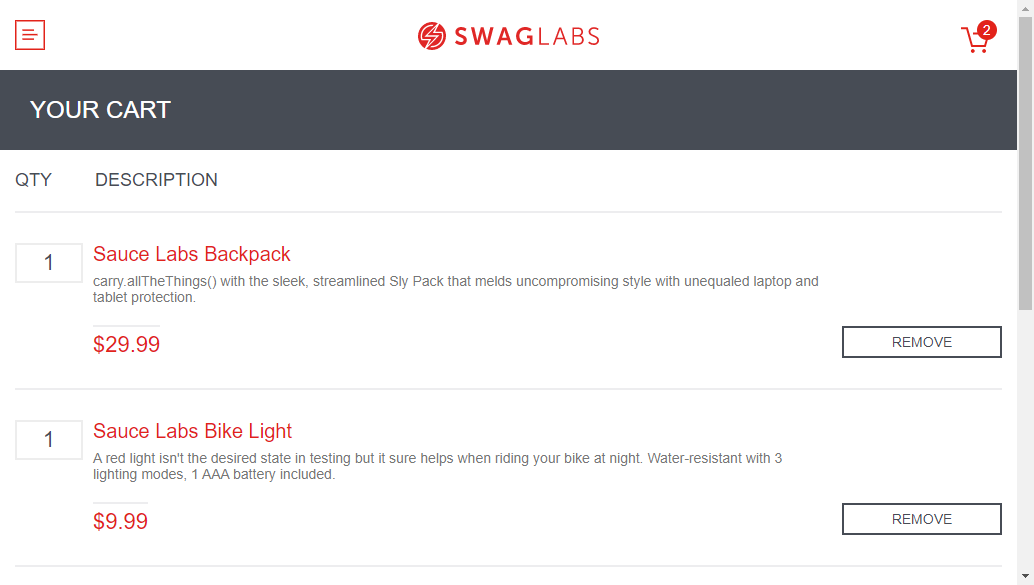 SWAGLABS
2
YOUR CART
QTY DESCRIPTION
1
Sauce Labs Backpack
carry.allTheThings() with the sleek, streamlined Sly Pack that melds uncompromising style with unequaled laptop and
tablet protection.
$29.99
REMOVE
1
Sauce Labs Bike Light
A red light isn't the desired state in testing but it sure helps when riding your bike at night. Water-resistant with 3
lighting modes, 1 AAA battery included.
$9.99
REMOVE